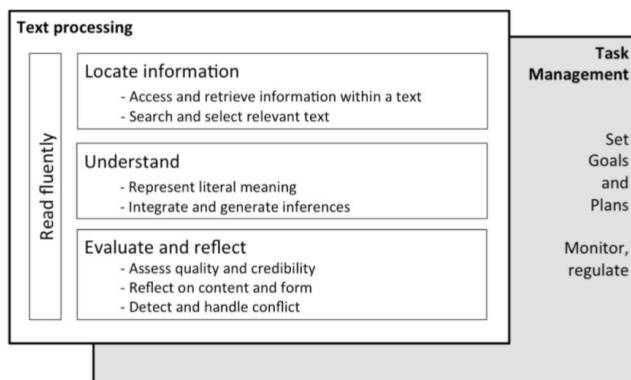 Text processing
Read fluently
Locate information
- Access and retrieve information within a text
- Search and select relevant text
Understand
- Represent literal meaning
- Integrate and generate inferences
Evaluate and reflect
- Assess quality and credibility
- Reflect on content and form
- Detect and handle conflict
Task
Management
Set
Goals
and
Plans
Monitor,
regulate